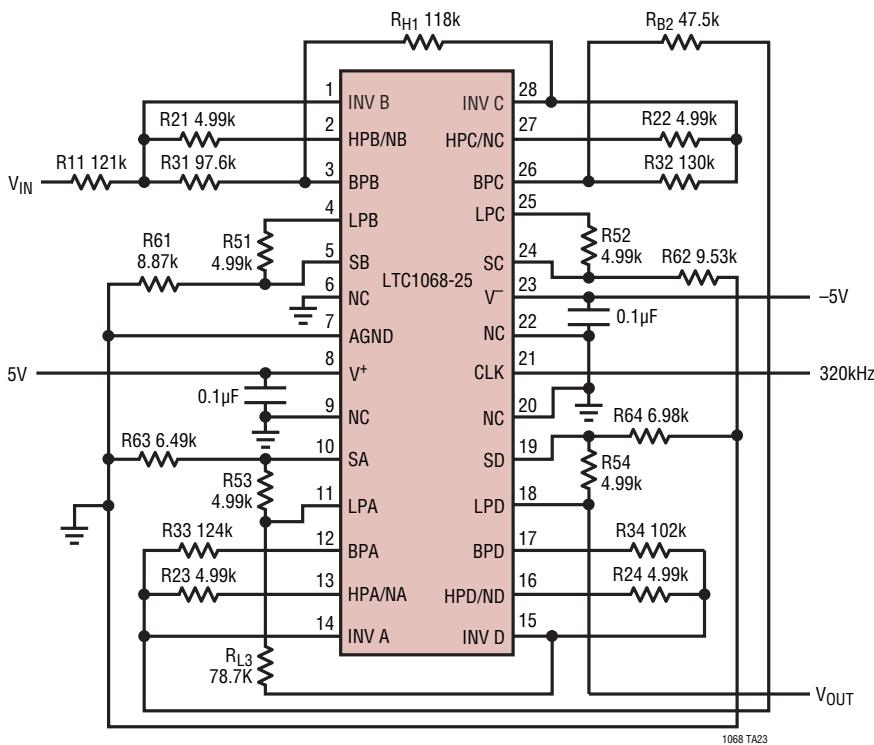 RH1 118k
RB2 47.5k
1
INV B
INV C
28
R21 4.99k
2
HPB/NB
HPC/NC
27
R22 4.99k
R11 121k
R31 97.6k
3
BPB
BPC
26
R32 130k
VIN
4
LPB
LPC
25
R61
8.87k
R51
4.99k
5
SB
SC
24
R52
4.99k
R62 9.53k
LTC1068-25
6
NC
V–
23
–5V
7
AGND
NC
22
0.1µF
5V
8
V+
CLK
21
320kHz
0.1µF
9
NC
NC
20
R63 6.49k
10
SA
SD
19
R64 6.98k
R53
4.99k
11
LPA
LPD
18
R54
4.99k
R33 124k
12
BPA
BPD
17
R34 102k
R23 4.99k
13
HPA/NA
HPD/ND
16
R24 4.99k
14
INV A
INV D
15
RL3
78.7K
VOUT
1068 TA23